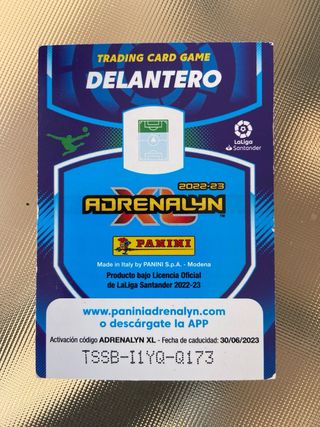 TRADING CARD GAME
DELANTERO
LaLiga
Santander
2022-23
ADRENALYN
XL™
PANINI
Made in Italy by PANINI S.p.A. - Modena
Producto bajo Licencia Oficial
de LaLiga Santander 2022-23
www.paniniadrenalyn.com
o descárgate la APP
Activación código ADRENALYN XL - Fecha de caducidad: 30/06/2023
TSSB-I1YQ-Q173